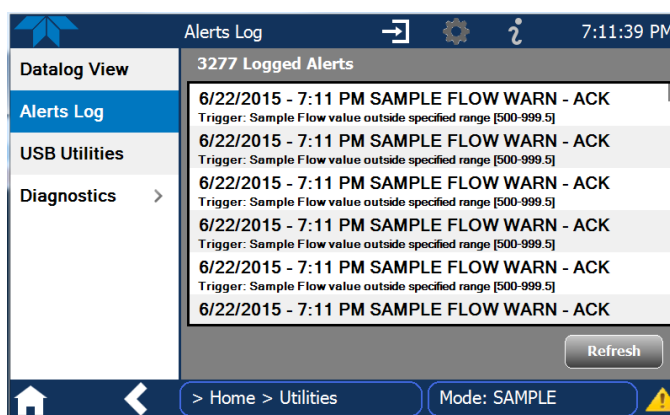 Alerts Log
7:11:39 PM
Datalog View
Alerts Log
USB Utilities
Diagnostics >
3277 Logged Alerts
6/22/2015 - 7:11 PM SAMPLE FLOW WARN - ACK
Trigger: Sample Flow value outside specified range [500-999.5]
6/22/2015 - 7:11 PM SAMPLE FLOW WARN - ACK
Trigger: Sample Flow value outside specified range [500-999.5]
6/22/2015 - 7:11 PM SAMPLE FLOW WARN - ACK
Trigger: Sample Flow value outside specified range [500-999.5]
6/22/2015 - 7:11 PM SAMPLE FLOW WARN - ACK
Trigger: Sample Flow value outside specified range [500-999.5]
6/22/2015 - 7:11 PM SAMPLE FLOW WARN - ACK
Trigger: Sample Flow value outside specified range [500-999.5]
6/22/2015 - 7:11 PM SAMPLE FLOW WARN - ACK
Refresh
> Home > Utilities
Mode: SAMPLE